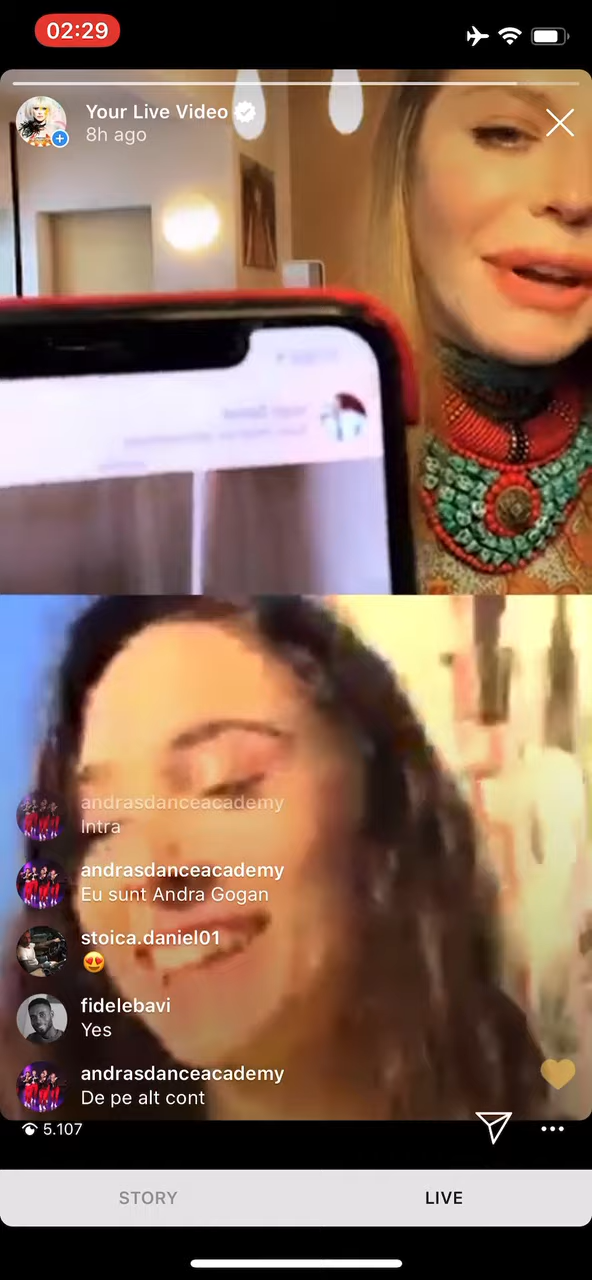 02:29
Your Live Video
8h ago
andrasdanceacademy
Intra
andrasdanceacademy
Eu sunt Andra Gogan
stoica.daniel01
😍
fidelebavi
Yes
andrasdanceacademy
De pe alt cont
5.107
STORY
LIVE